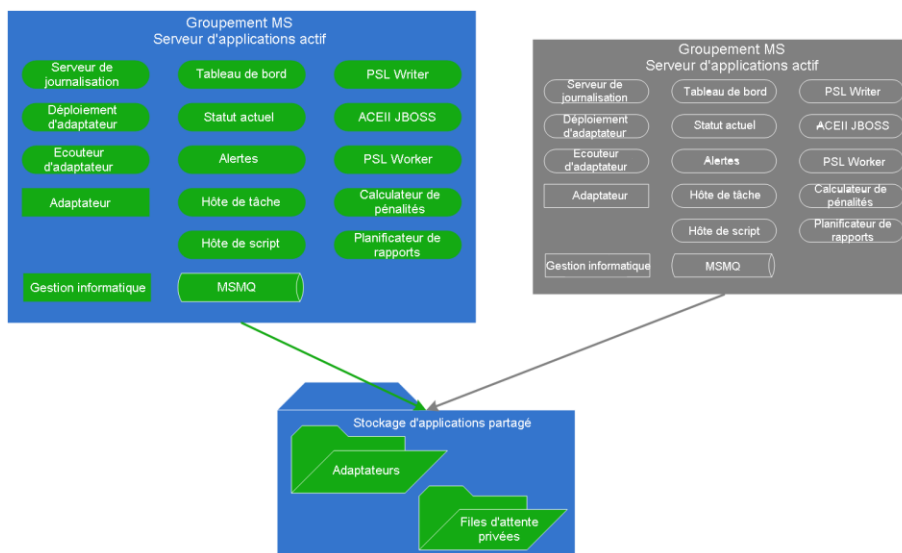 Groupement MS
Serveur d'applications actif
Serveur de
journalisation
Tableau de bord
PSL Writer
Déploiement
d'adaptateur
Statut actuel
ACEII JBOSS
Ecouteur
d'adaptateur
Alertes
PSL Worker
Adaptateur
Hôte de tâche
Calculateur de
pénalités
Hôte de script
Planificateur de
rapports
Gestion informatique
MSMQ
Groupement MS
Serveur d'applications actif
Serveur de
journalisation
Tableau de bord
PSL Writer
Déploiement
d'adaptateur
Statut actuel
ACEII JBOSS
Ecouteur
d'adaptateur
Alertes
PSL Worker
Adaptateur
Hôte de tâche
Calculateur de
pénalités
Hôte de script
Planificateur de
rapports
Gestion informatique
MSMQ
Stockage d'applications partagé
Adaptateurs
Files d'attente
privées